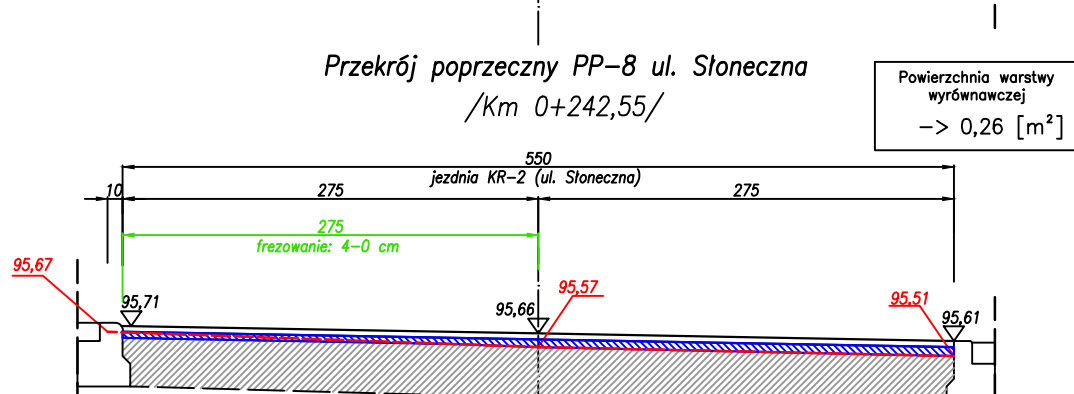 Przekrój poprzeczny PP-8 ul. Słoneczna
/Km 0+242,55/
Powierzchnia warstwy
wyrównawczej
-> 0,26 [m²]
550
jezdnia KR-2 (ul. Słoneczna)
10
275
275
275
frezowanie: 4-0 cm
95,67
95,71
95,66
95,57
95.51
95,61